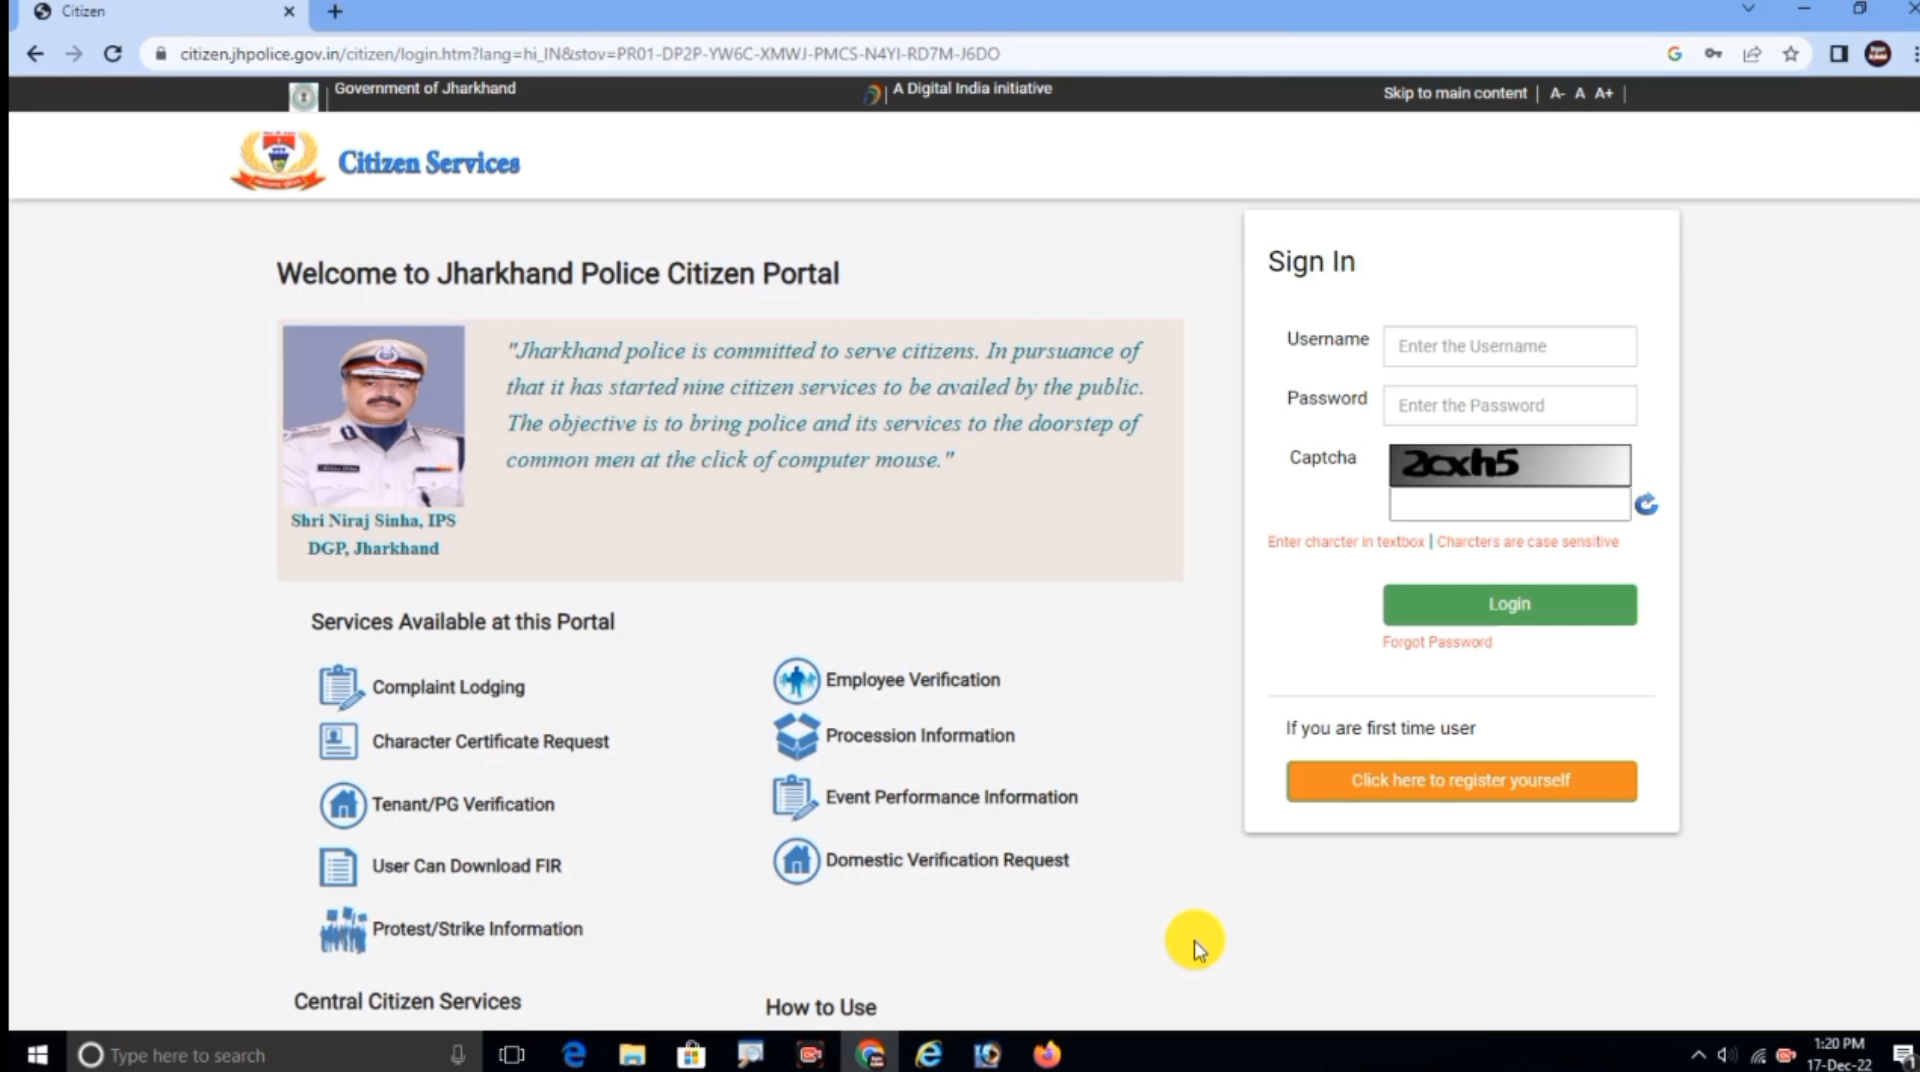 Citizen
citizen.jhpolice.gov.in/citizen/login.htm?lang=hi_IN&stov=PR01-DP2P-YW6C-XMWJ-PMCS-N4YI-RD7M-J6DO
Government of Jharkhand
A Digital India initiative
Skip to main content | A- A A+ |
Citizen Services
Welcome to Jharkhand Police Citizen Portal
"Jharkhand police is committed to serve citizens. In pursuance of
that it has started nine citizen services to be availed by the public.
The objective is to bring police and its services to the doorstep of
common men at the click of computer mouse."
Shri Niraj Sinha, IPS
DGP, Jharkhand
Sign In
Username
Enter the Username
Password
Enter the Password
Captcha
2cxh5
Enter charcter in textbox | Charcters are case sensitive
Login
Forgot Password
If you are first time user
Click here to register yourself
Services Available at this Portal
Complaint Lodging
Character Certificate Request
Tenant/PG Verification
User Can Download FIR
Protest/Strike Information
Employee Verification
Procession Information
Event Performance Information
Domestic Verification Request
Central Citizen Services
How to Use
Type here to search
1:20 PM
17-Dec-22
1